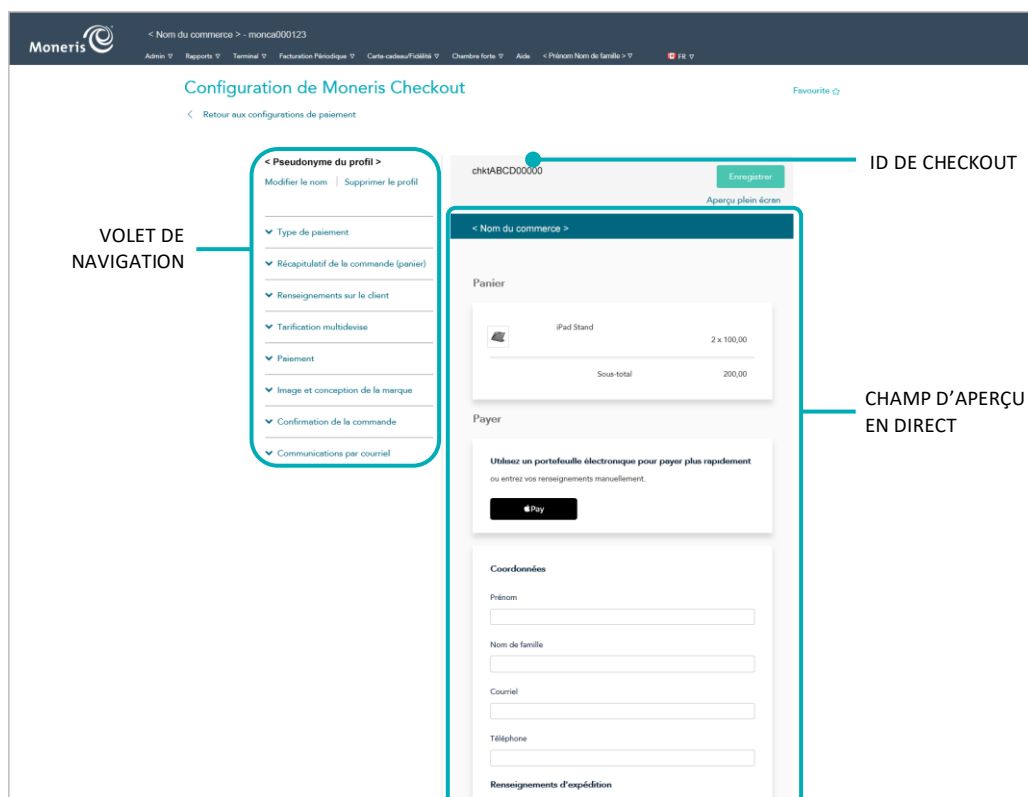 Moneris
< Nom du commerce > - monca000123
Admin ▽ Rapports ▽ Terminal ▽ Facturation Périodique ▽ Carte-cadeau/Fidélité ▽ Chambre forte ▽ Aide < Prénom Nom de famille > ▽ FR ▽
Configuration de Moneris Checkout
Favourite ☆
< Retour aux configurations de paiement
< Pseudonyme du profil >
Modifier le nom | Supprimer le profil
Type de paiement
Récapitulatif de la commande (panier)
Renseignements sur le client
Tarification multidevise
Paiement
Image et conception de la marque
Confirmation de la commande
Communications par courriel
VOLET DE
NAVIGATION
chktABCD00000
Enregistrer
Aperçu plein écran
ID DE CHECKOUT
< Nom du commerce >
Panier
iPad Stand
2 x 100,00
Sous-total 200,00
CHAMP D'APERÇU
EN DIRECT
Payer
Utilisez un portefeuille électronique pour payer plus rapidement
ou entrez vos renseignements manuellement.
Pay
Coordonnées
Prénom
Nom de famille
Courriel
Téléphone
Renseignements d'expédition